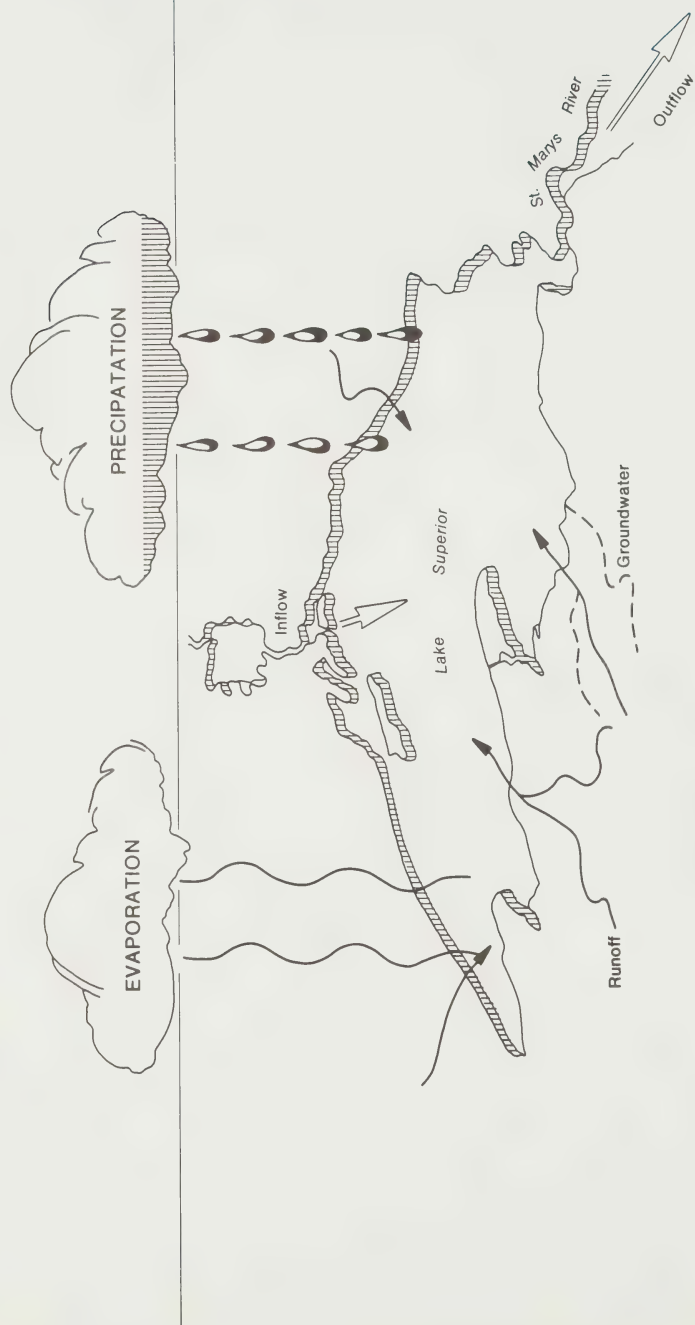 EVAPORATION
PRECIPATATION
Inflow
Lake Superior
St. Marys River
Outflow
Groundwater
Runoff